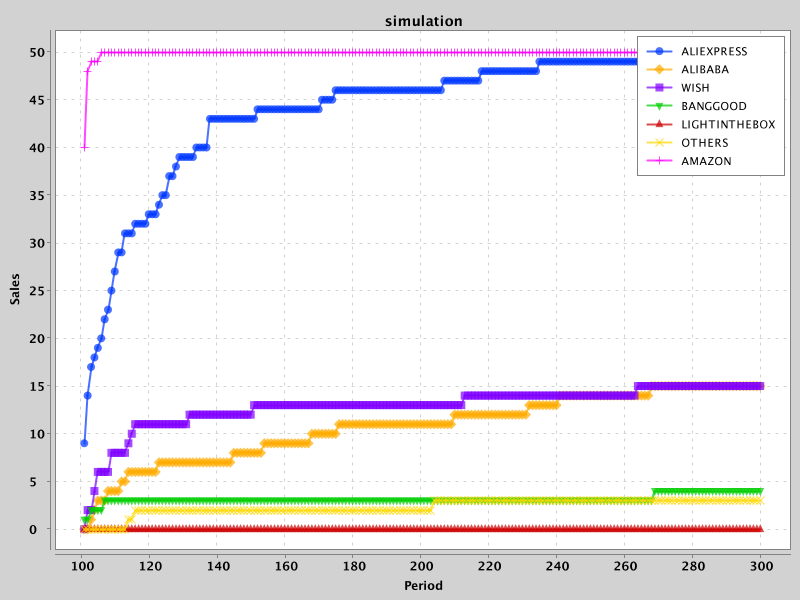 simulation
50
45
40
35
30
25
20
15
10
5
0
Sales
ALIEXPRESS
ALIBABA
WISH
BANGGOOD
LIGHTINTHEBOX
OTHERS
AMAZON
100 120 140 160 180 200 220 240 260 280 300
Period